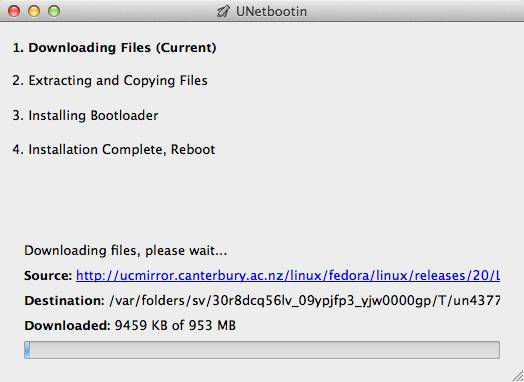 UNetbootin
1. Downloading Files (Current)
2. Extracting and Copying Files
3. Installing Bootloader
4. Installation Complete, Reboot
Downloading files, please wait...
Source: http://ucmirror.canterbury.ac.nz/linux/fedora/linux/releases/20/L
Destination: /var/folders/sv/30r8dcq56lv_09ypjfp3_yjw0000gp/T/un4377
Downloaded: 9459 KB of 953 MB